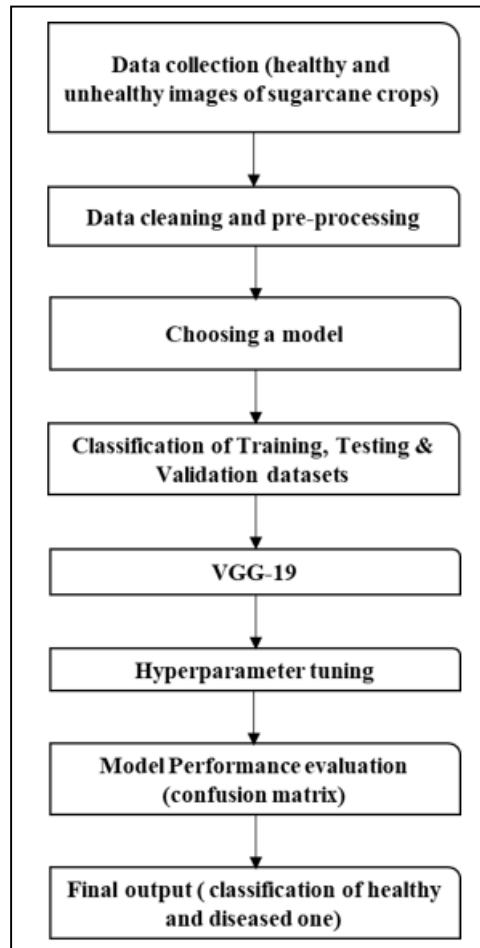 Data collection (healthy and
unhealthy images of sugarcane crops)
Data cleaning and pre-processing
Choosing a model
Classification of Training, Testing &
Validation datasets
VGG-19
Hyperparameter tuning
Model Performance evaluation
(confusion matrix)
Final output ( classification of healthy
and diseased one)